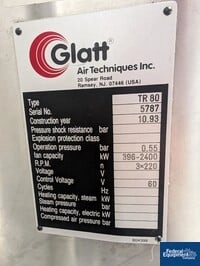 Glatt
Air Techniques Inc.
20 Spear Road
Ramsey, NJ. 07446 (USA)
Type TR 80
Serial No. 5787
Construction year 10.93
Pressure shock resistance bar
Explosion protection class
Operation pressure bar 0.55
fan capacity kW
R.P.M. n 396-2400
Voltage V 3×220
Control Voltage V
Cycles Hz 60
Heating capacity, steam kW
Steam pressure bar
Heating capacity, electric kW
Compressed air pressure bar
Federal Equipment Company